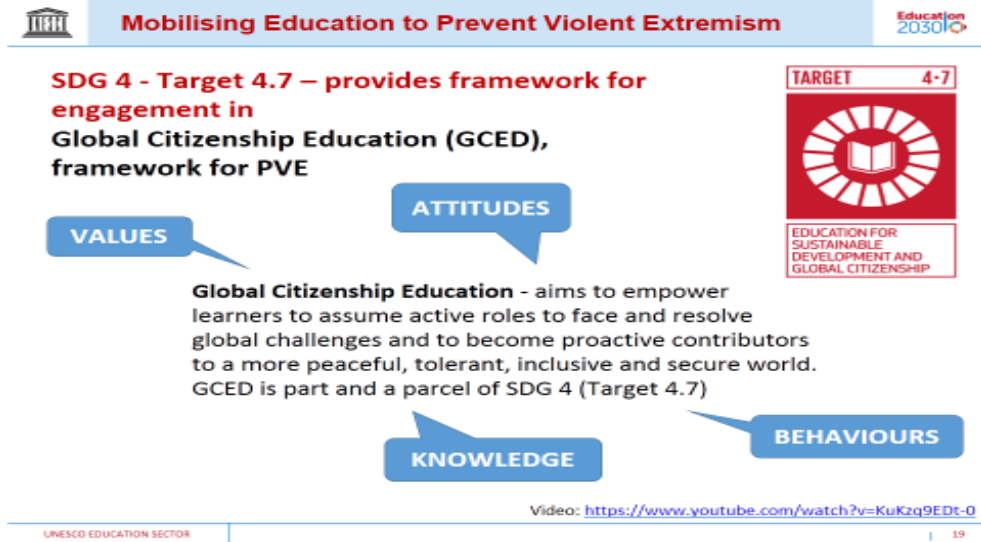 Mobilising Education to Prevent Violent Extremism
Education
2030
SDG 4 - Target 4.7 – provides framework for
engagement in
Global Citizenship Education (GCED),
framework for PVE
TARGET 4·7
EDUCATION FOR
SUSTAINABLE
DEVELOPMENT AND
GLOBAL CITIZENSHIP
ATTITUDES
VALUES
Global Citizenship Education - aims to empower
learners to assume active roles to face and resolve
global challenges and to become proactive contributors
to a more peaceful, tolerant, inclusive and secure world.
GCED is part and a parcel of SDG 4 (Target 4.7)
BEHAVIOURS
KNOWLEDGE
Video: https://www.youtube.com/watch?v=KuKzq9EDt-0
UNESCO EDUCATION SECTOR
19